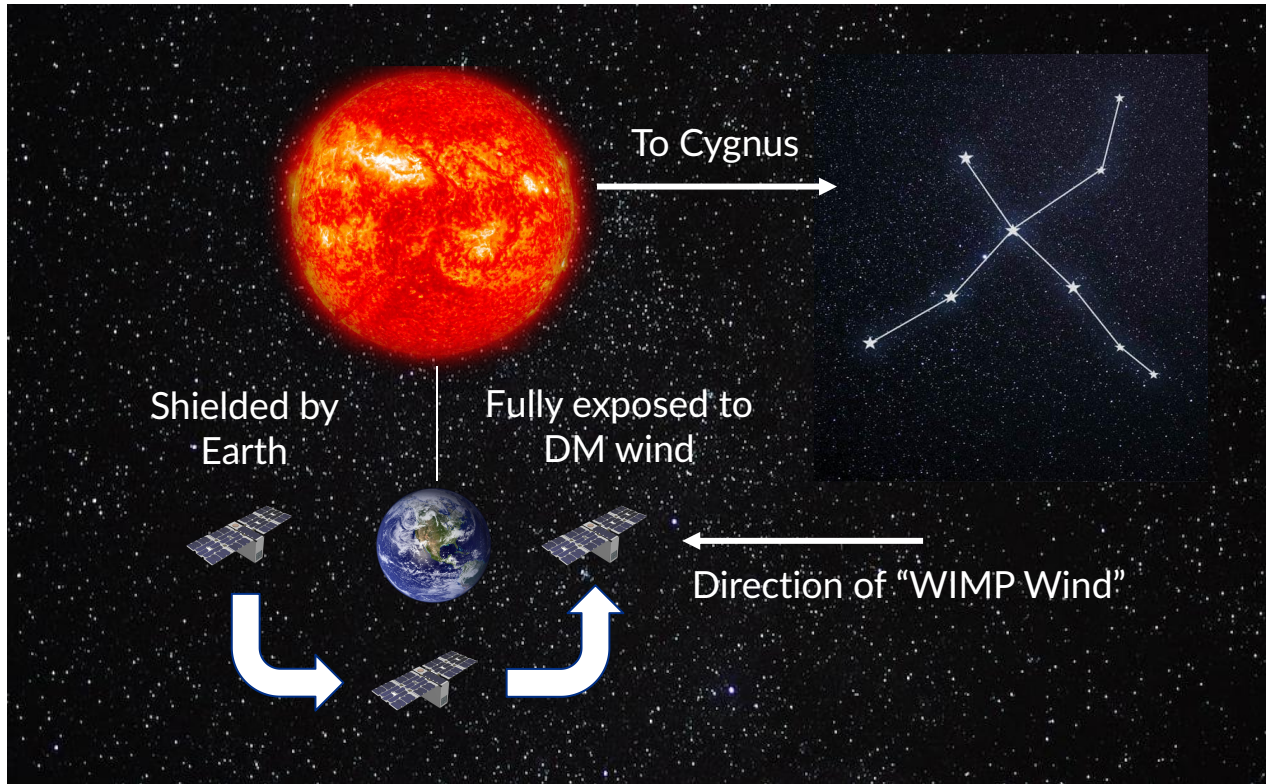 To Cygnus
Shielded by
Earth
Fully exposed to
DM wind
Direction of “WIMP Wind”